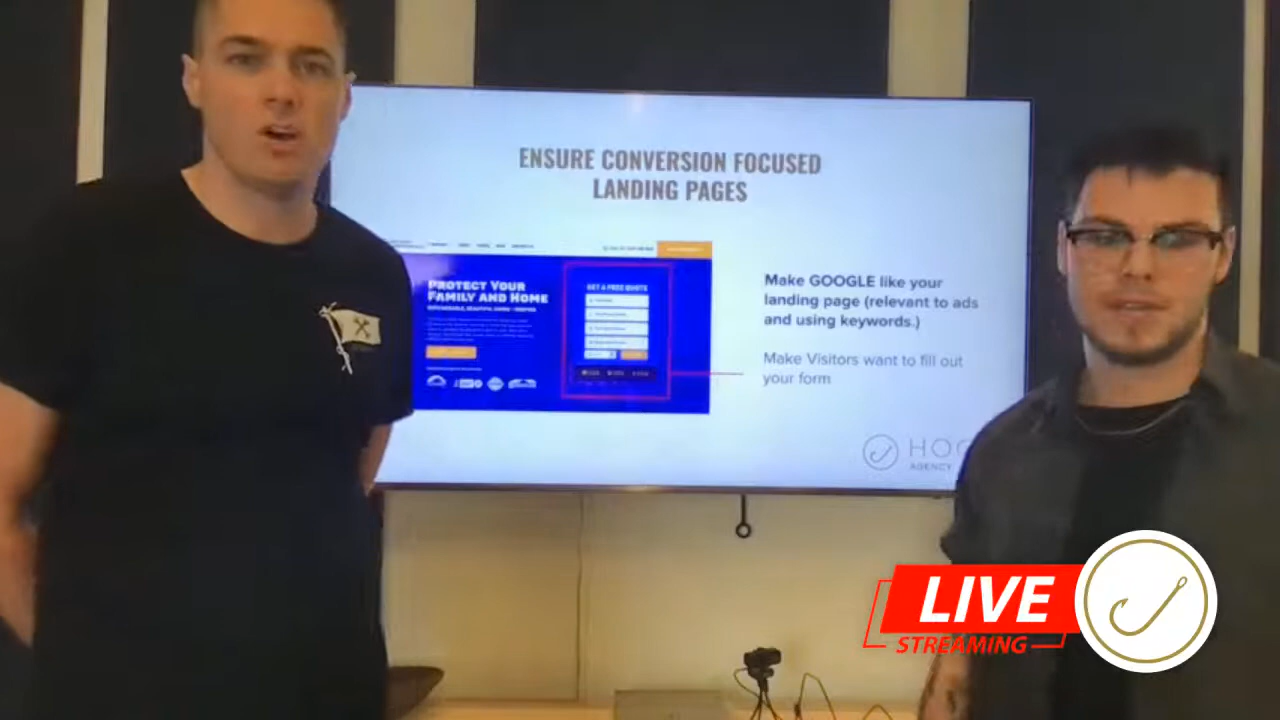 ENSURE CONVERSION FOCUSED
LANDING PAGES
PROTECT YOUR
FAMILY AND HOME
GET A FREE QUOTE
Make GOOGLE like your
landing page (relevant to ads
and using keywords.)
Make Visitors want to fill out
your form
HO
AGENCY
LIVE
STREAMING